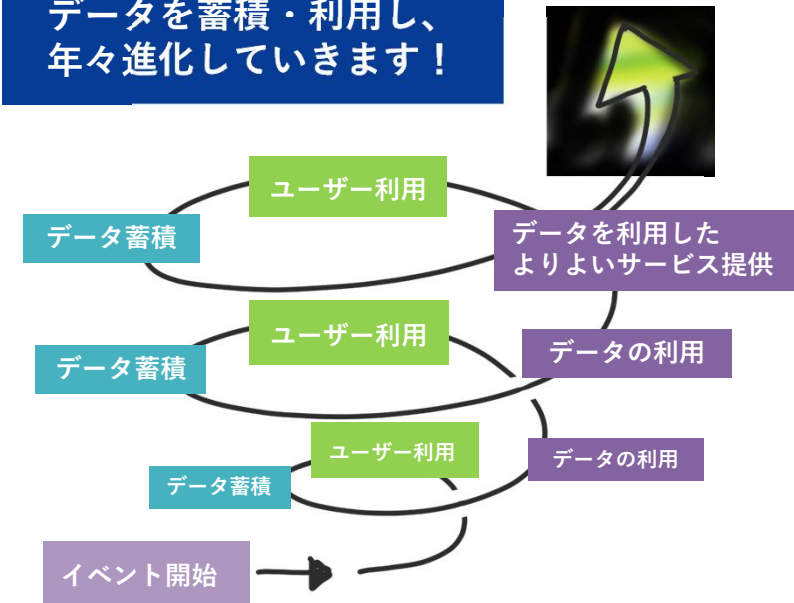 データを蓄積・利用し、
年々進化していきます！
ユーザー利用
データ蓄積
データを利用した
よりよいサービス提供
ユーザー利用
データ蓄積
データの利用
ユーザー利用
データ蓄積
データの利用
イベント開始